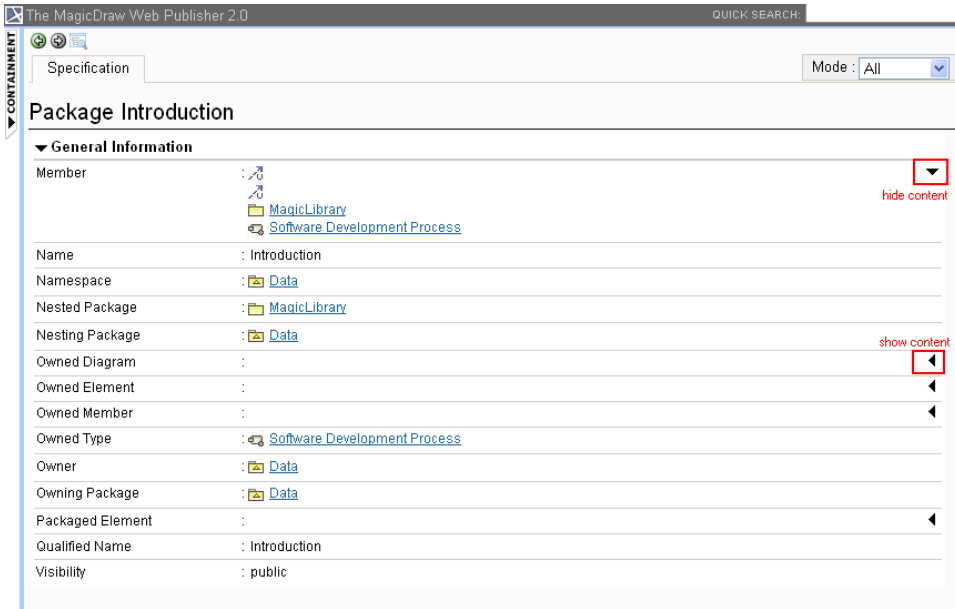 The MagicDraw Web Publisher 2.0 QUICK SEARCH:
CONTAINMENT
Specification Mode : All
Package Introduction
General Information
Member :
hide content
MagicLibrary
Software Development Process
Name : Introduction
Namespace : Data
Nested Package : MagicLibrary
Nesting Package : Data
show content
Owned Diagram :
Owned Element :
Owned Member :
Owned Type : Software Development Process
Owner : Data
Owning Package : Data
Packaged Element :
Qualified Name : Introduction
Visibility : public